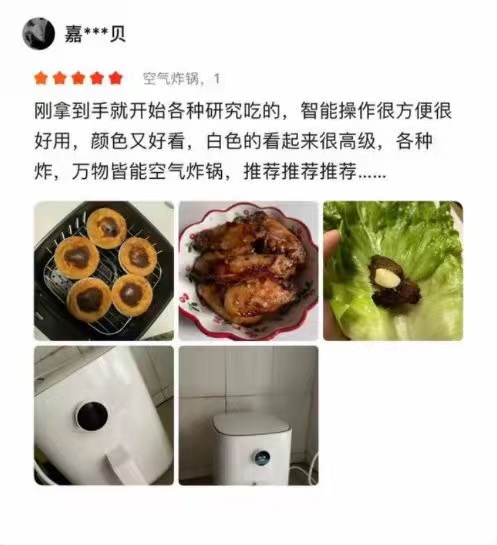 嘉***贝
空气炸锅，1
刚拿到手就开始各种研究吃的，智能操作很方便很
好用，颜色又好看，白色的看起来很高级，各种
炸，万物皆能空气炸锅，推荐推荐推荐......